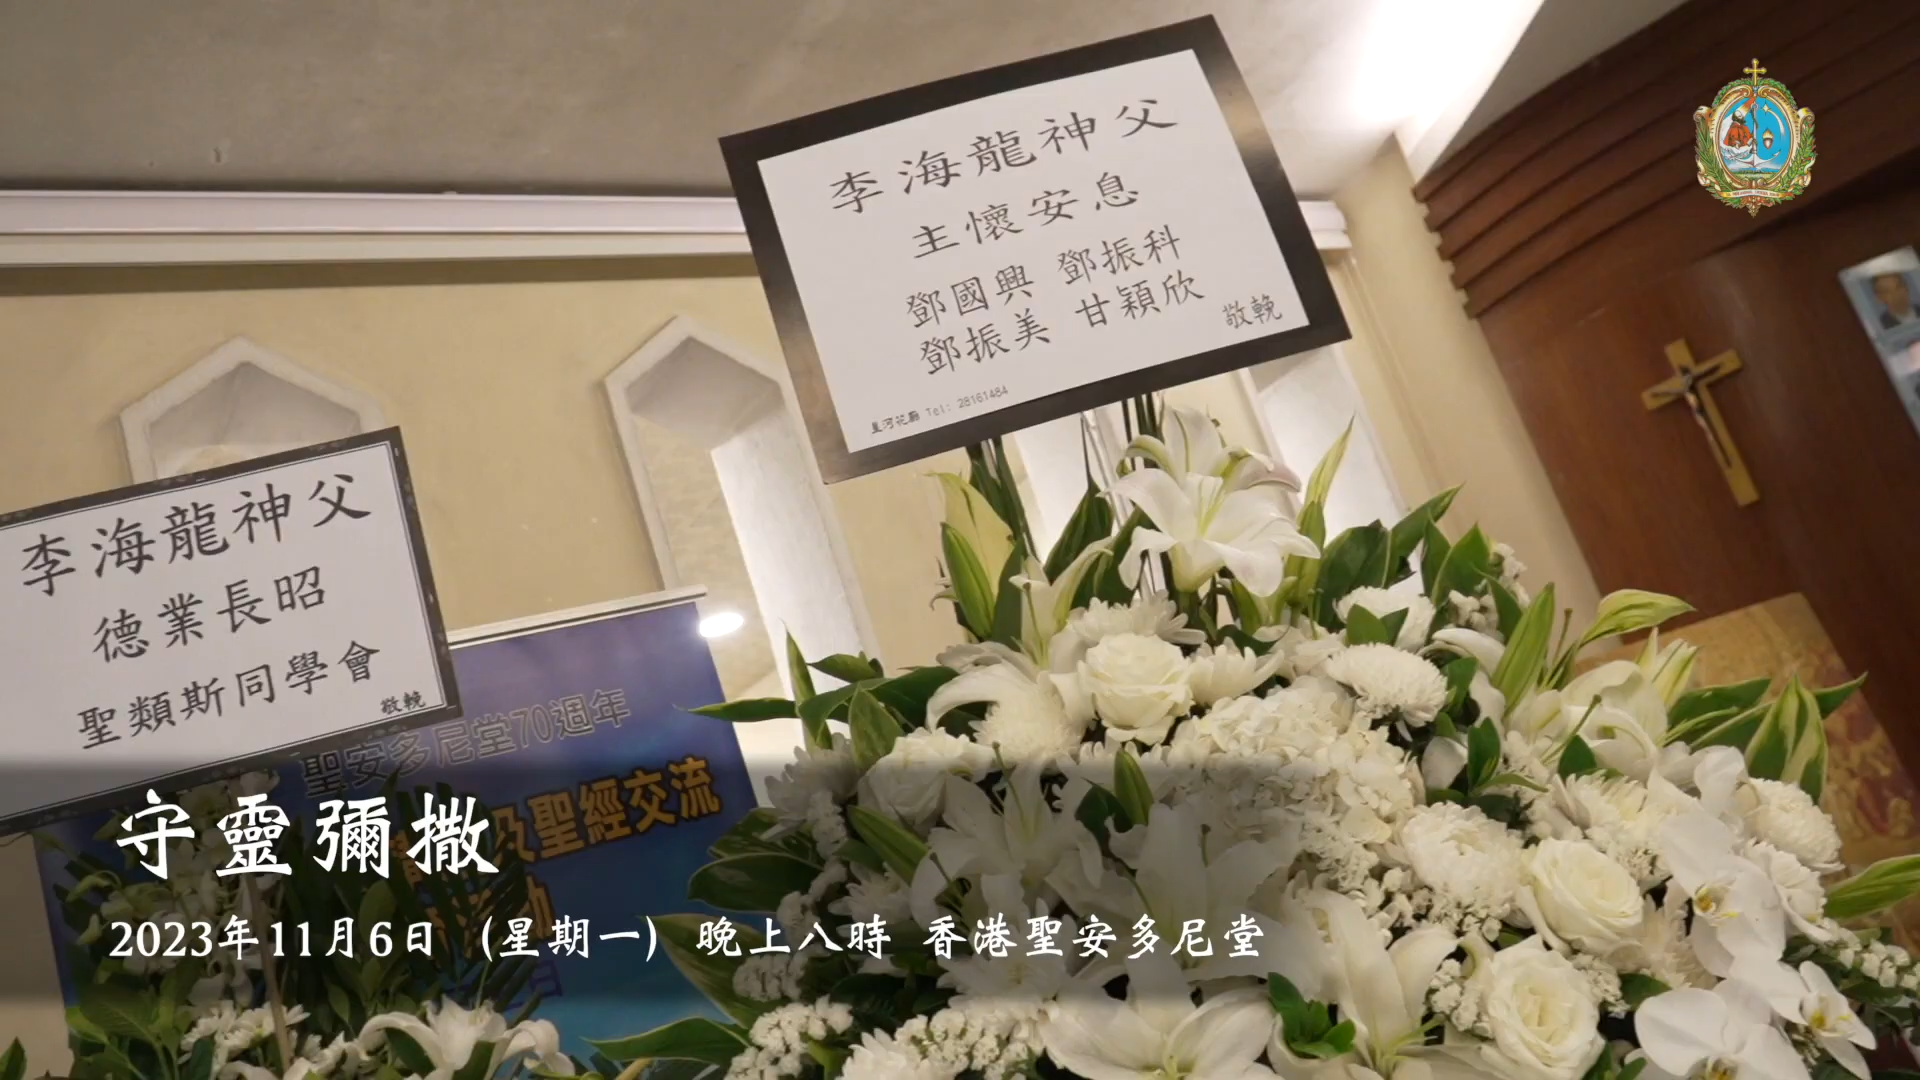 李海龍神父
主懷安息
鄧國興 鄧振科
鄧振美 甘穎欣
敬輓
星河花廊 Tel: 28161484
李海龍神父
德業長昭
聖類斯同學會
敬輓
聖安多尼堂70週年
及聖經交流
守靈彌撒
2023年11月6日 (星期一) 晚上八時 香港聖安多尼堂